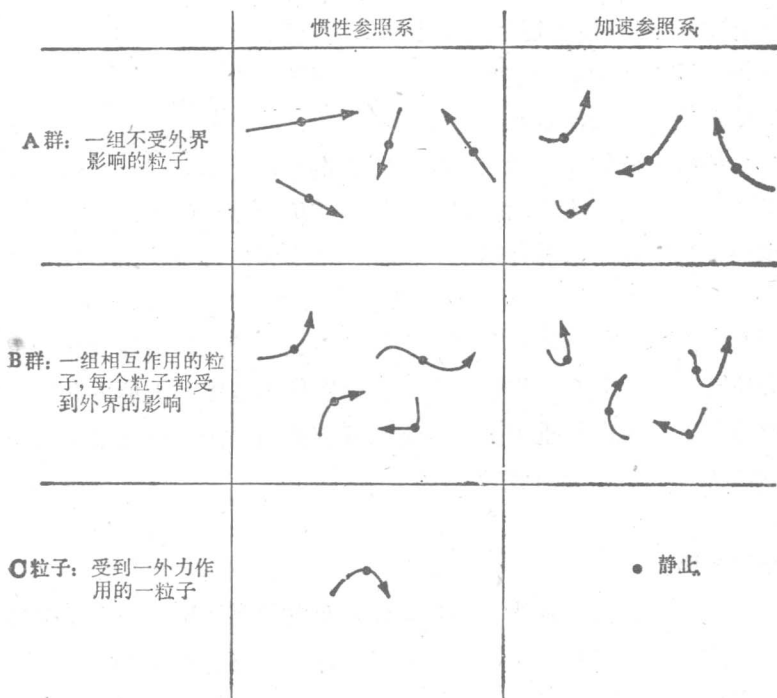 惯性参照系
加速参照系
A群：一组不受外界
影响的粒子
B群：一组相互作用的粒
子，每个粒子都受
到外界的影响
C粒子：受到一外力作
用的一粒子
静止